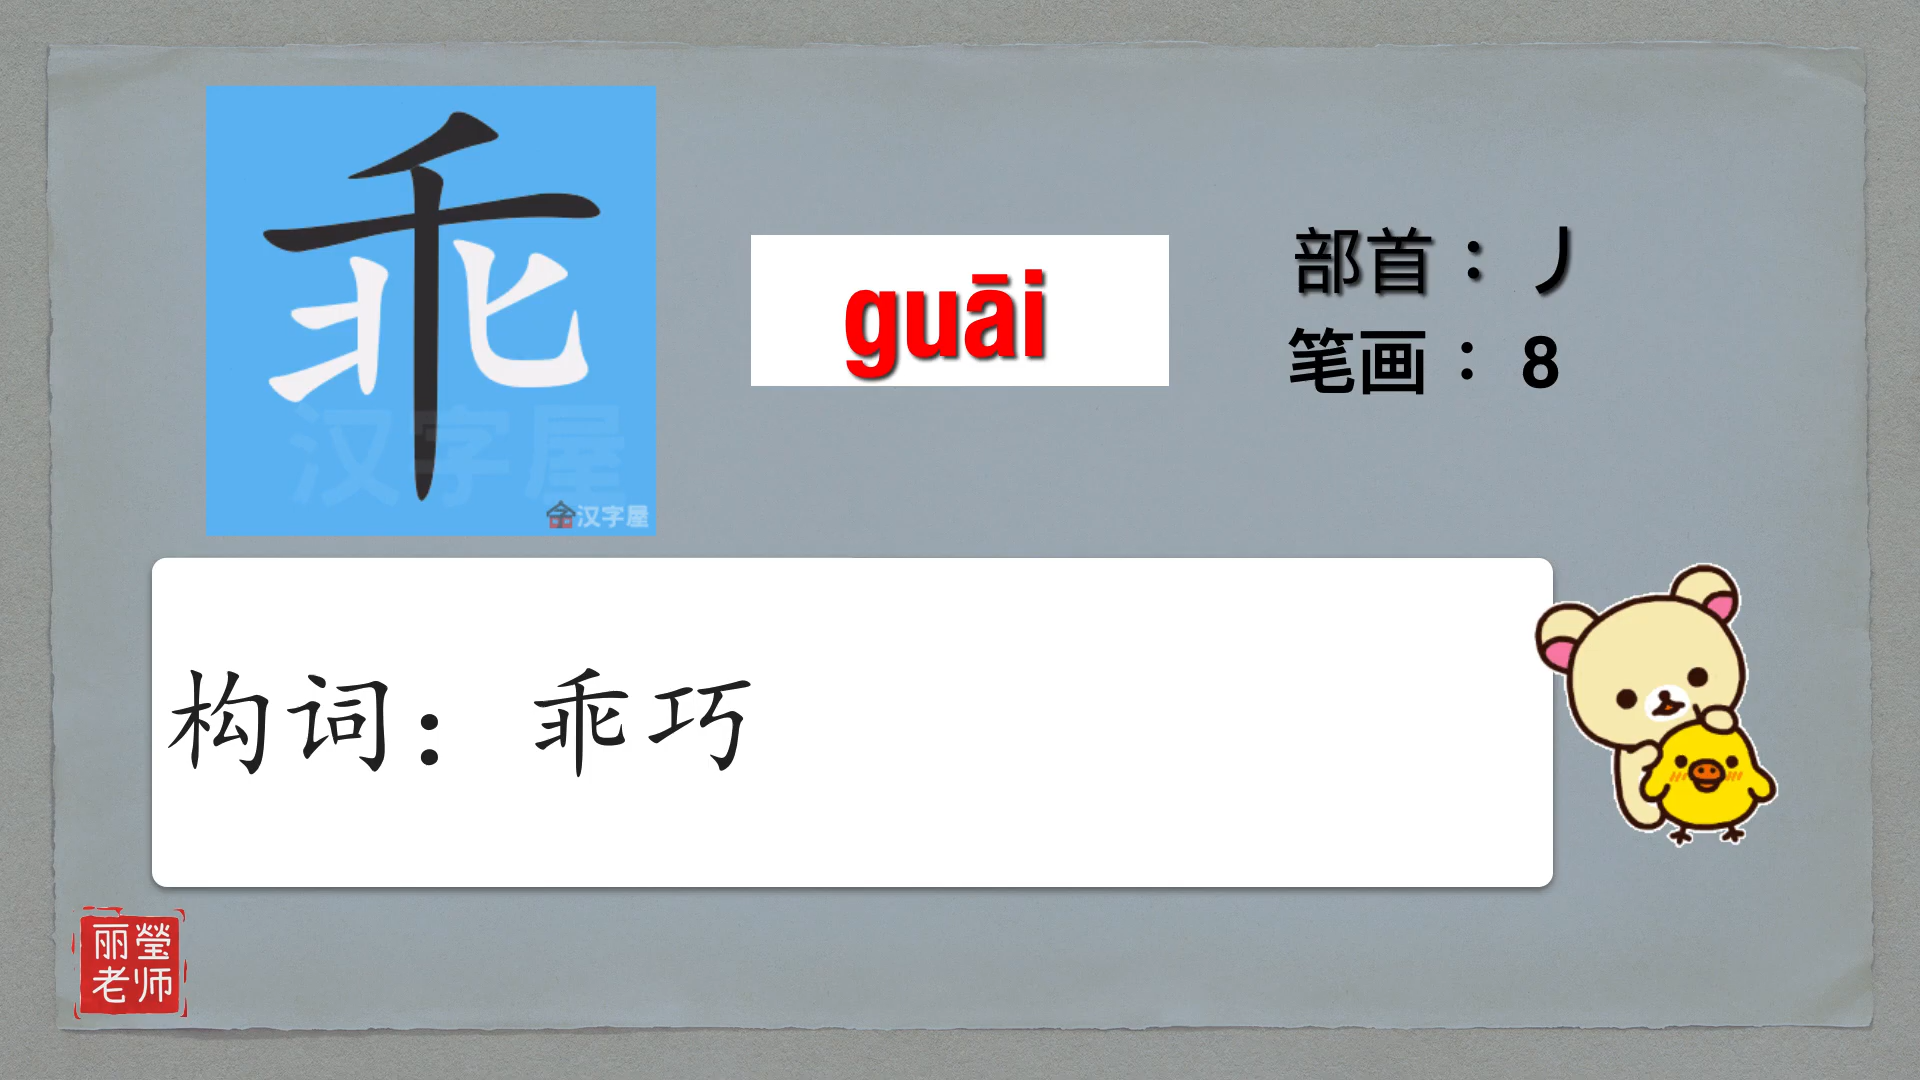 乖
汉字屋
汉字屋
guāi
部首：丿
笔画：8
构词：乖巧
丽瑩
老师